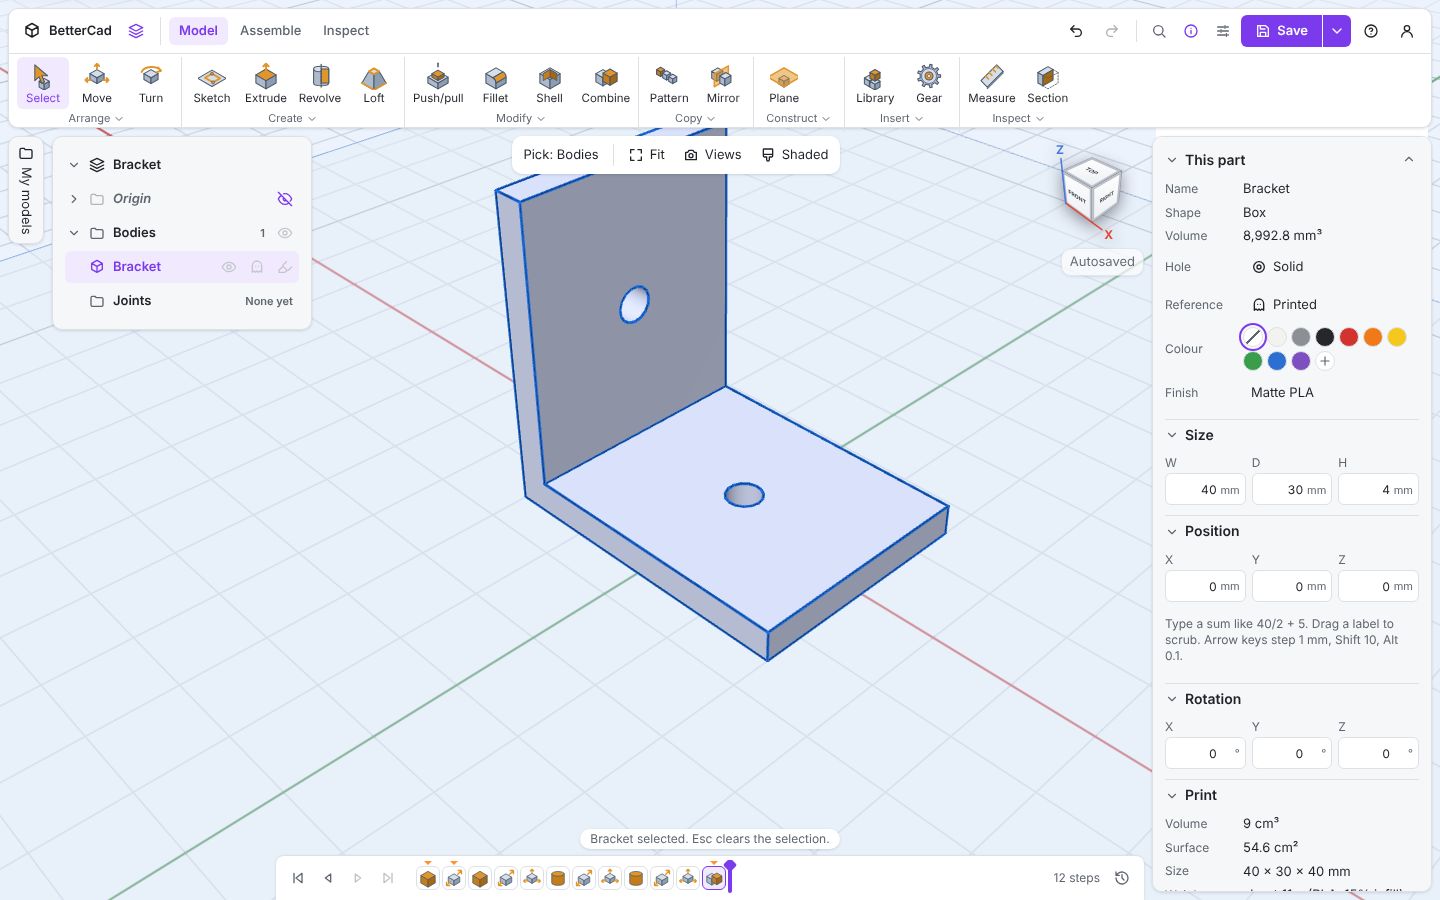 BetterCad
Model
Assemble
Inspect
Save
Select
Move
Turn
Sketch
Extrude
Revolve
Loft
Push/pull
Fillet
Shell
Combine
Pattern
Mirror
Plane
Library
Gear
Measure
Section
Arrange
Create
Modify
Copy
Construct
Insert
Inspect
My models
Bracket
Origin
Bodies 1
Bracket
Joints None yet
Pick: Bodies
Fit
Views
Shaded
Z
TOP
FRONT
RIGHT
X
Autosaved
This part
Name Bracket
Shape Box
Volume 8,992.8 mm³
Hole Solid
Reference Printed
Colour
Finish Matte PLA
Size
W D H
40 mm 30 mm 4 mm
Position
X Y Z
0 mm 0 mm 0 mm
Type a sum like 40/2 + 5. Drag a label to
scrub. Arrow keys step 1 mm, Shift 10, Alt
0.1.
Rotation
X Y Z
0 ° 0 ° 0 °
Print
Volume 9 cm³
Surface 54.6 cm²
Size 40 × 30 × 40 mm
Bracket selected. Esc clears the selection.
12 steps